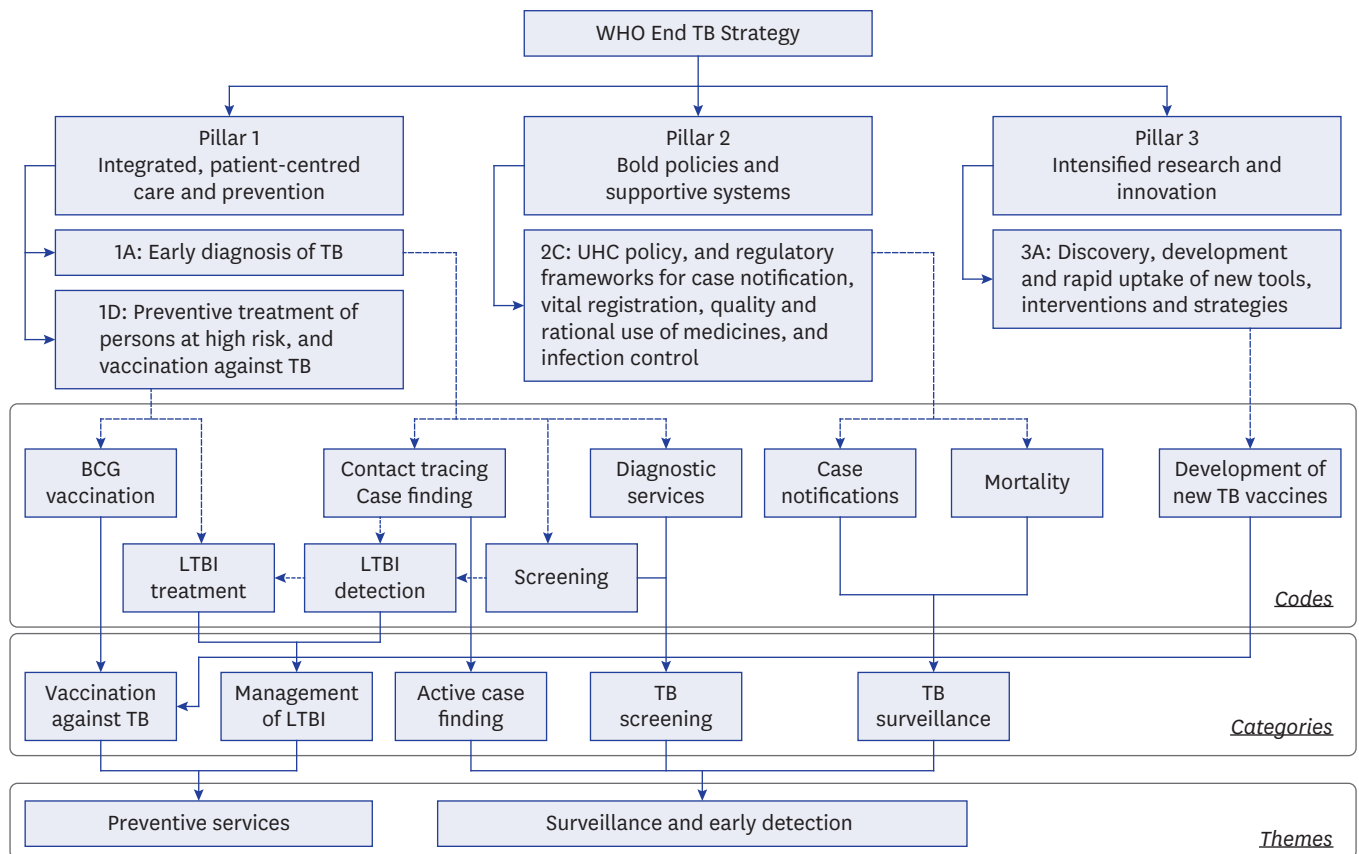 WHO End TB Strategy
Pillar 1
Integrated, patient-centred
care and prevention
Pillar 2
Bold policies and
supportive systems
Pillar 3
Intensified research and
innovation
1A: Early diagnosis of TB
1D: Preventive treatment of
persons at high risk, and
vaccination against TB
2C: UHC policy, and regulatory
frameworks for case notification,
vital registration, quality and
rational use of medicines, and
infection control
3A: Discovery, development
and rapid uptake of new tools,
interventions and strategies
BCG
vaccination
Contact tracing
Case finding
Diagnostic
services
Case
notifications
Mortality
Development of
new TB vaccines
LTBI
treatment
LTBI
detection
Screening
Codes
Vaccination
against TB
Management
of LTBI
Active case
finding
TB
screening
TB
surveillance
Categories
Preventive services
Surveillance and early detection
Themes